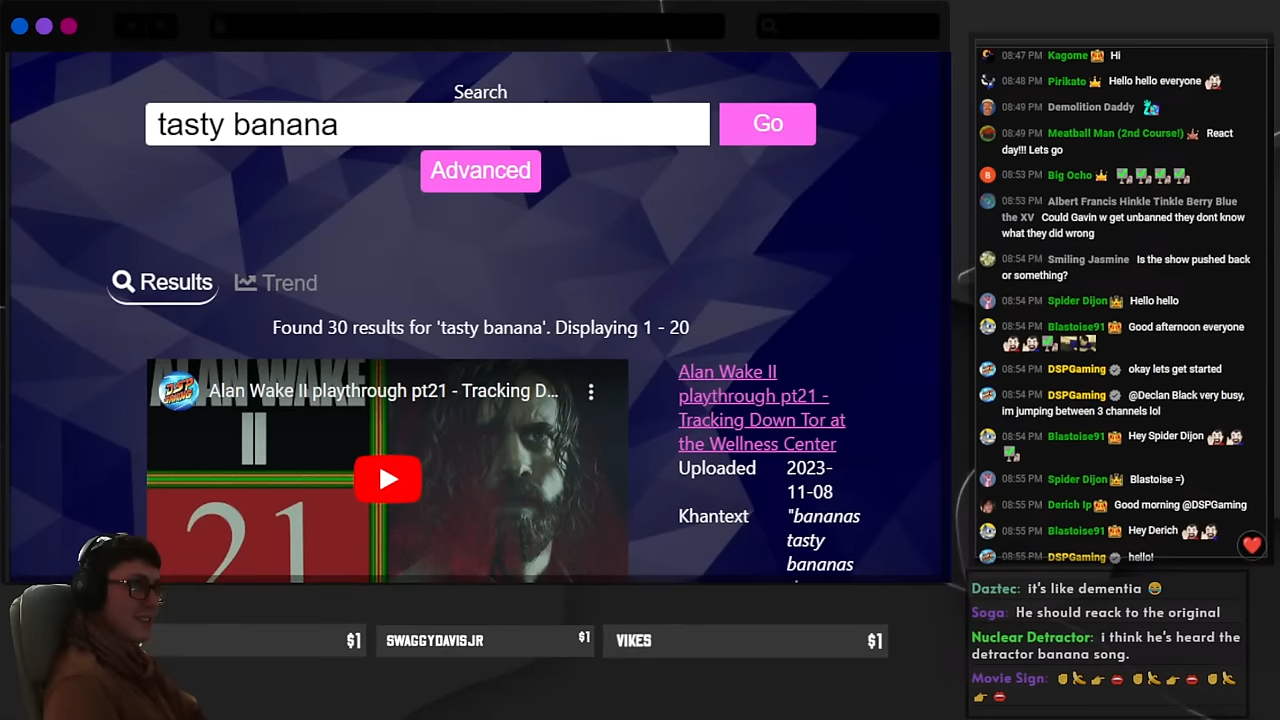 Search
tasty banana
Go
Advanced
Results
Trend
Found 30 results for 'tasty banana'. Displaying 1 - 20
ALAN WAKE
II
21
DSP
Alan Wake II playthrough pt21 - Tracking D...
Alan Wake II
playthrough pt21 -
Tracking Down Tor at
the Wellness Center
Uploaded 2023-
11-08
Khantext "bananas
tasty
bananas
$1
SWAGGYDAVISJR $1
VIKES $1
08:47 PM Kagome Hi
08:48 PM Pirikato Hello hello everyone
08:49 PM Demolition Daddy
08:49 PM Meatball Man (2nd Course!) React
day!!! Lets go
B
08:53 PM Big Ocho
08:53 PM Albert Francis Hinkle Tinkle Berry Blue
the XV Could Gavin w get unbanned they dont know
what they did wrong
08:54 PM Smiling Jasmine Is the show pushed back
or something?
08:54 PM Spider Dijon Hello hello
08:54 PM Blastoise91 Good afternoon everyone
08:54 PM DSPGaming okay lets get started
08:54 PM DSPGaming @Declan Black very busy,
im jumping between 3 channels lol
08:54 PM Blastoise91 Hey Spider Dijon
08:55 PM Spider Dijon Blastoise =)
08:55 PM Derich Ip Good morning @DSPGaming
08:55 PM Blastoise91 Hey Derich
08:55 PM DSPGaming hello!
Daztec: it's like dementia 😂
Soga: He should reack to the original
Nuclear Detractor: i think he's heard the
detractor banana song.
Movie Sign: